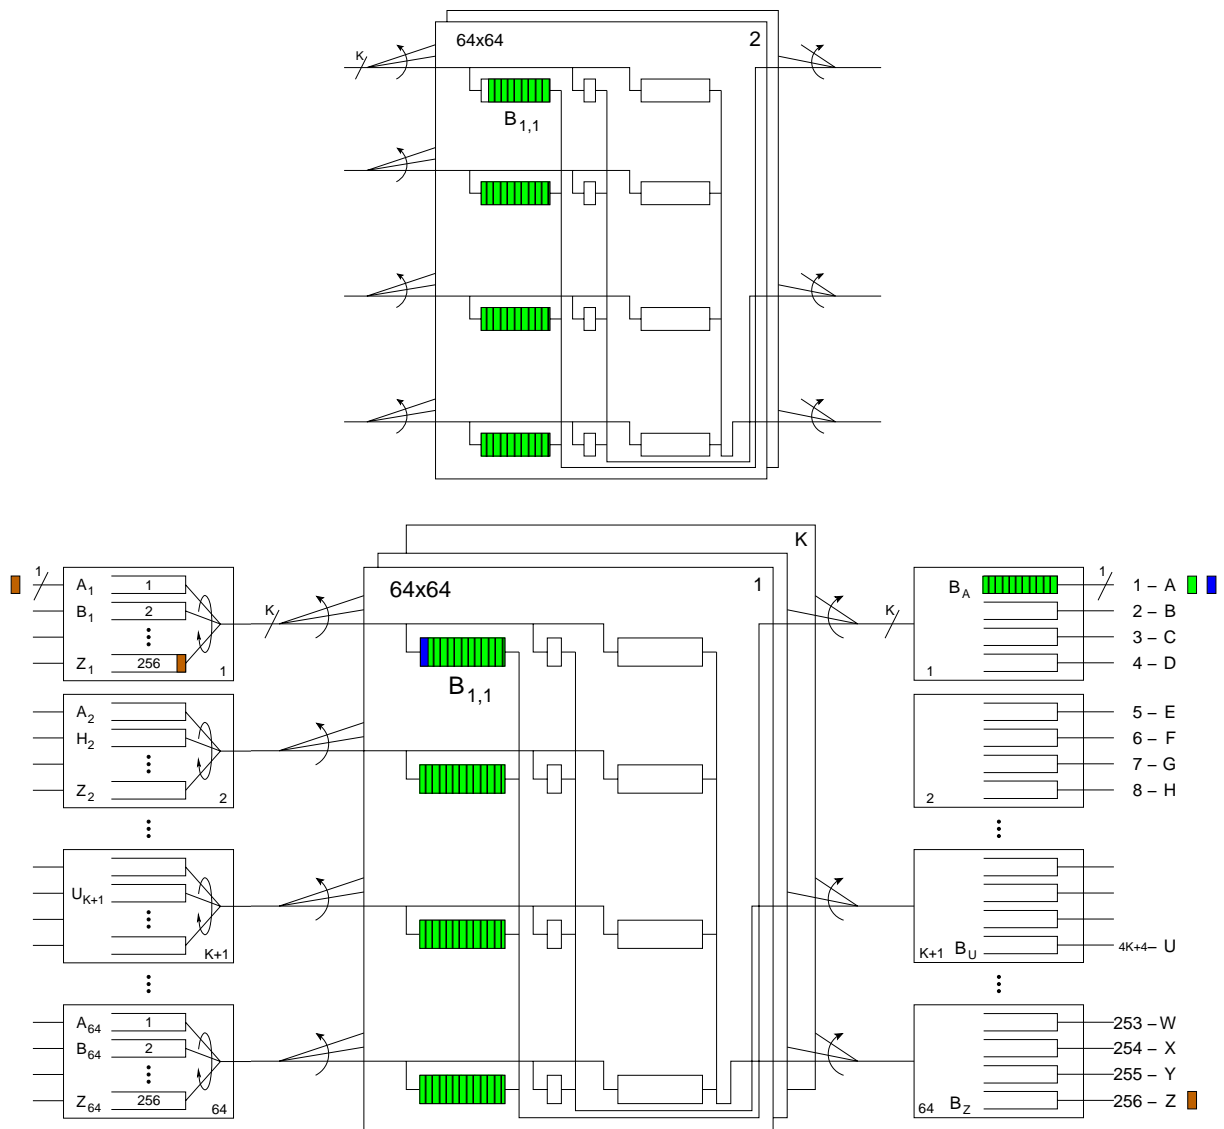 64x64 2
K
B1,1
K
64x64 1
1 A1 1
B1 2
Z1 256
1
K
B1,1
K
BA 1
1
1 – A
2 – B
3 – C
4 – D
A2
H2
Z2
2
5 – E
6 – F
7 – G
8 – H
2
UK+1
K+1
K+1 BU
4K+4 – U
A64 1
B64 2
Z64 256
64
64 BZ
253 – W
254 – X
255 – Y
256 – Z